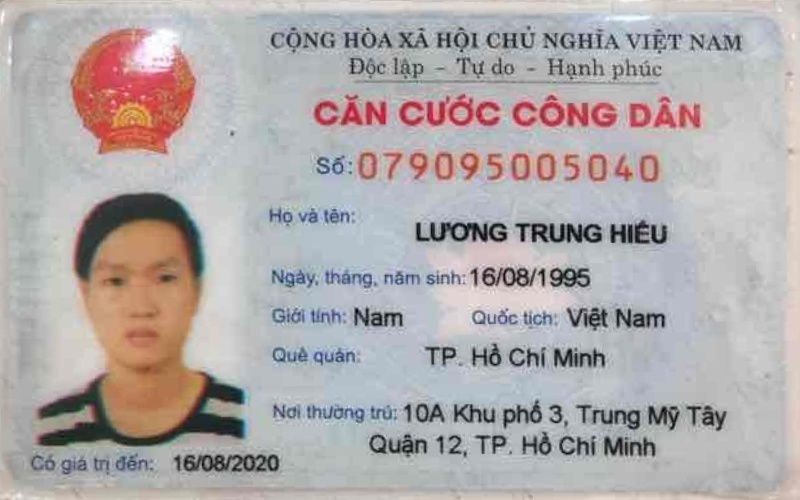 CỘNG HÒA XÃ HỘI CHỦ NGHĨA VIỆT NAM
Độc lập - Tự do - Hạnh phúc
CĂN CƯỚC CÔNG DÂN
Số: 079095005040
Họ và tên:
LƯƠNG TRUNG HIẾU
Ngày, tháng, năm sinh: 16/08/1995
Giới tính: Nam Quốc tịch: Việt Nam
Quê quán: TP. Hồ Chí Minh
Nơi thường trú: 10A Khu phố 3, Trung Mỹ Tây
Quận 12, TP. Hồ Chí Minh
Có giá trị đến: 16/08/2020